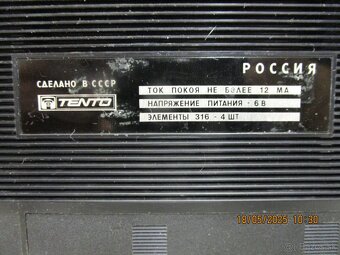 РОССИЯ
СДЕЛАНО В СССР
TENTO
ТОК ПОКОЯ НЕ БОЛЕЕ 12 МА
НАПРЯЖЕНИЕ ПИТАНИЯ - 6 В
ЭЛЕМЕНТЫ 316 - 4 ШТ
18/05/2025 10:30